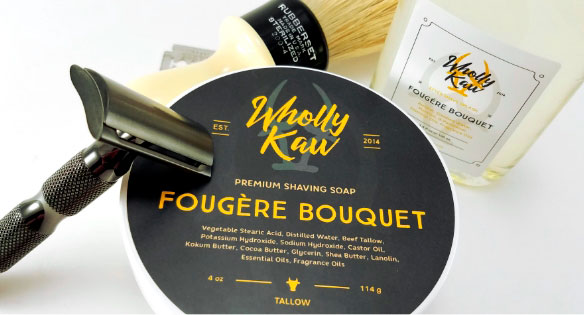 RUBBERSET
STERILIZED
Wholly
Kaw
EST.
2014
PREMIUM SHAVING SOAP
FOUGÈRE BOUQUET
Vegetable Stearic Acid, Distilled Water, Beef Tallow,
Potassium Hydroxide, Sodium Hydroxide, Castor Oil,
Kokum Butter, Cocoa Butter, Glycerin, Shea Butter, Lanolin,
Essential Oils, Fragrance Oils
4 oz
114 g
TALLOW
Wholly
Kaw
FOUGÈRE BOUQUET